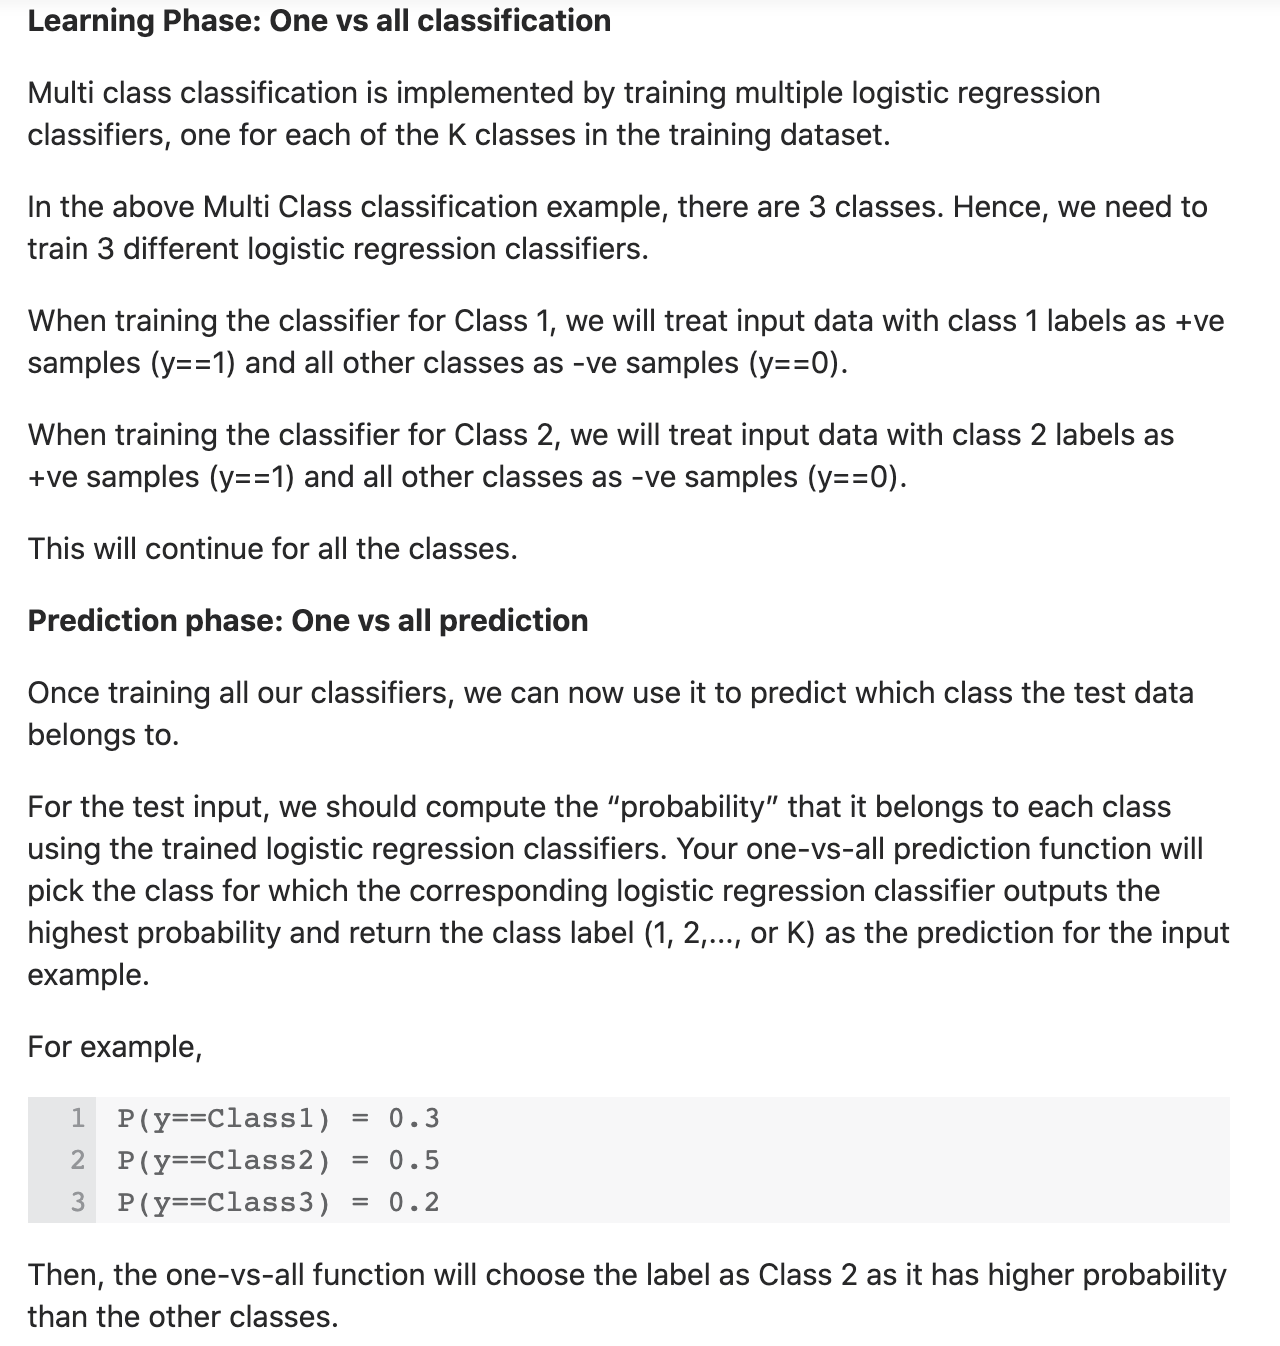 Learning Phase: One vs all classification
Multi class classification is implemented by training multiple logistic regression
classifiers, one for each of the K classes in the training dataset.
In the above Multi Class classification example, there are 3 classes. Hence, we need to
train 3 different logistic regression classifiers.
When training the classifier for Class 1, we will treat input data with class 1 labels as +ve
samples (y==1) and all other classes as -ve samples (y==0).
When training the classifier for Class 2, we will treat input data with class 2 labels as
+ve samples (y==1) and all other classes as -ve samples (y==0).
This will continue for all the classes.
Prediction phase: One vs all prediction
Once training all our classifiers, we can now use it to predict which class the test data
belongs to.
For the test input, we should compute the “probability” that it belongs to each class
using the trained logistic regression classifiers. Your one-vs-all prediction function will
pick the class for which the corresponding logistic regression classifier outputs the
highest probability and return the class label (1, 2,…, or K) as the prediction for the input
example.
For example,
1 P(y==Class1) = 0.3
2 P(y==Class2) = 0.5
3 P(y==Class3) = 0.2
Then, the one-vs-all function will choose the label as Class 2 as it has higher probability
than the other classes.